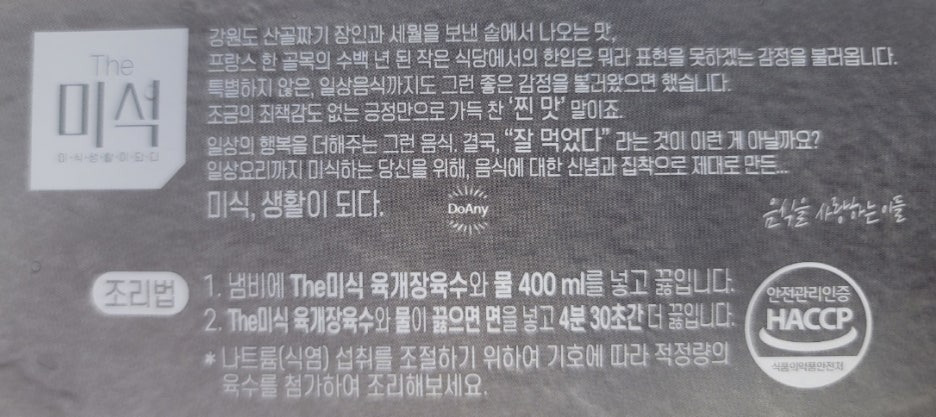 The
미식
미·식·생·활·이·되·다
강원도 산골짜기 장인과 세월을 보낸 솥에서 나오는 맛,
프랑스 한 골목의 수백 년 된 작은 식당에서의 한입은 뭐라 표현을 못하겠는 감정을 불러옵니다.
특별하지 않은, 일상음식까지도 그런 좋은 감정을 불러왔으면 했습니다.
조금의 죄책감도 없는 긍정만으로 가득 찬 ‘찐 맛’ 말이죠.
일상의 행복을 더해주는 그런 음식. 결국, “잘 먹었다” 라는 것이 이런 게 아닐까요?
일상요리까지 미식하는 당신을 위해, 음식에 대한 신념과 집착으로 제대로 만든...
미식, 생활이 되다.
DoAny
음식을 사랑하는 이들
조리법
1. 냄비에 The미식 육개장육수와 물 400 ml를 넣고 끓입니다.
2. The미식 육개장육수와 물이 끓으면 면을 넣고 4분 30초간 더 끓입니다.
* 나트륨(식염) 섭취를 조절하기 위하여 기호에 따라 적정량의
육수를 첨가하여 조리해보세요.
안전관리인증
HACCP
식품의약품안전처